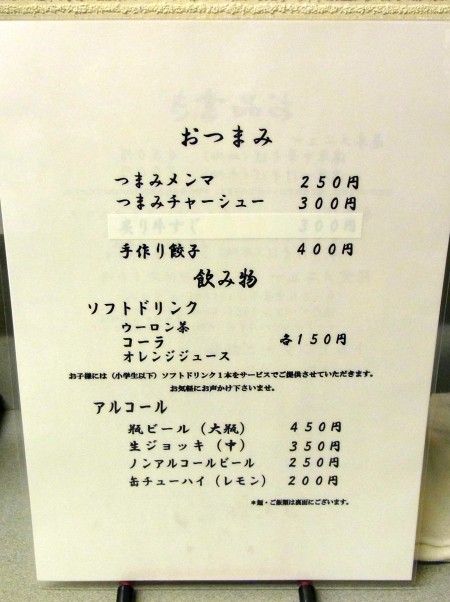 おつまみ
つまみメンマ 250円
つまみチャーシュー 300円
炙り牛すじ 300円
手作り餃子 400円
飲み物
ソフトドリンク
ウーロン茶
コーラ 各150円
オレンジジュース
お子様には(小学生以下)ソフトドリンク1本をサービスでご提供させていただきます。
お気軽にお声かけ下さいませ。
アルコール
瓶ビール(大瓶) 450円
生ジョッキ(中) 350円
ノンアルコールビール 250円
缶チューハイ(レモン) 200円
*麺・ご飯類は裏面にございます。